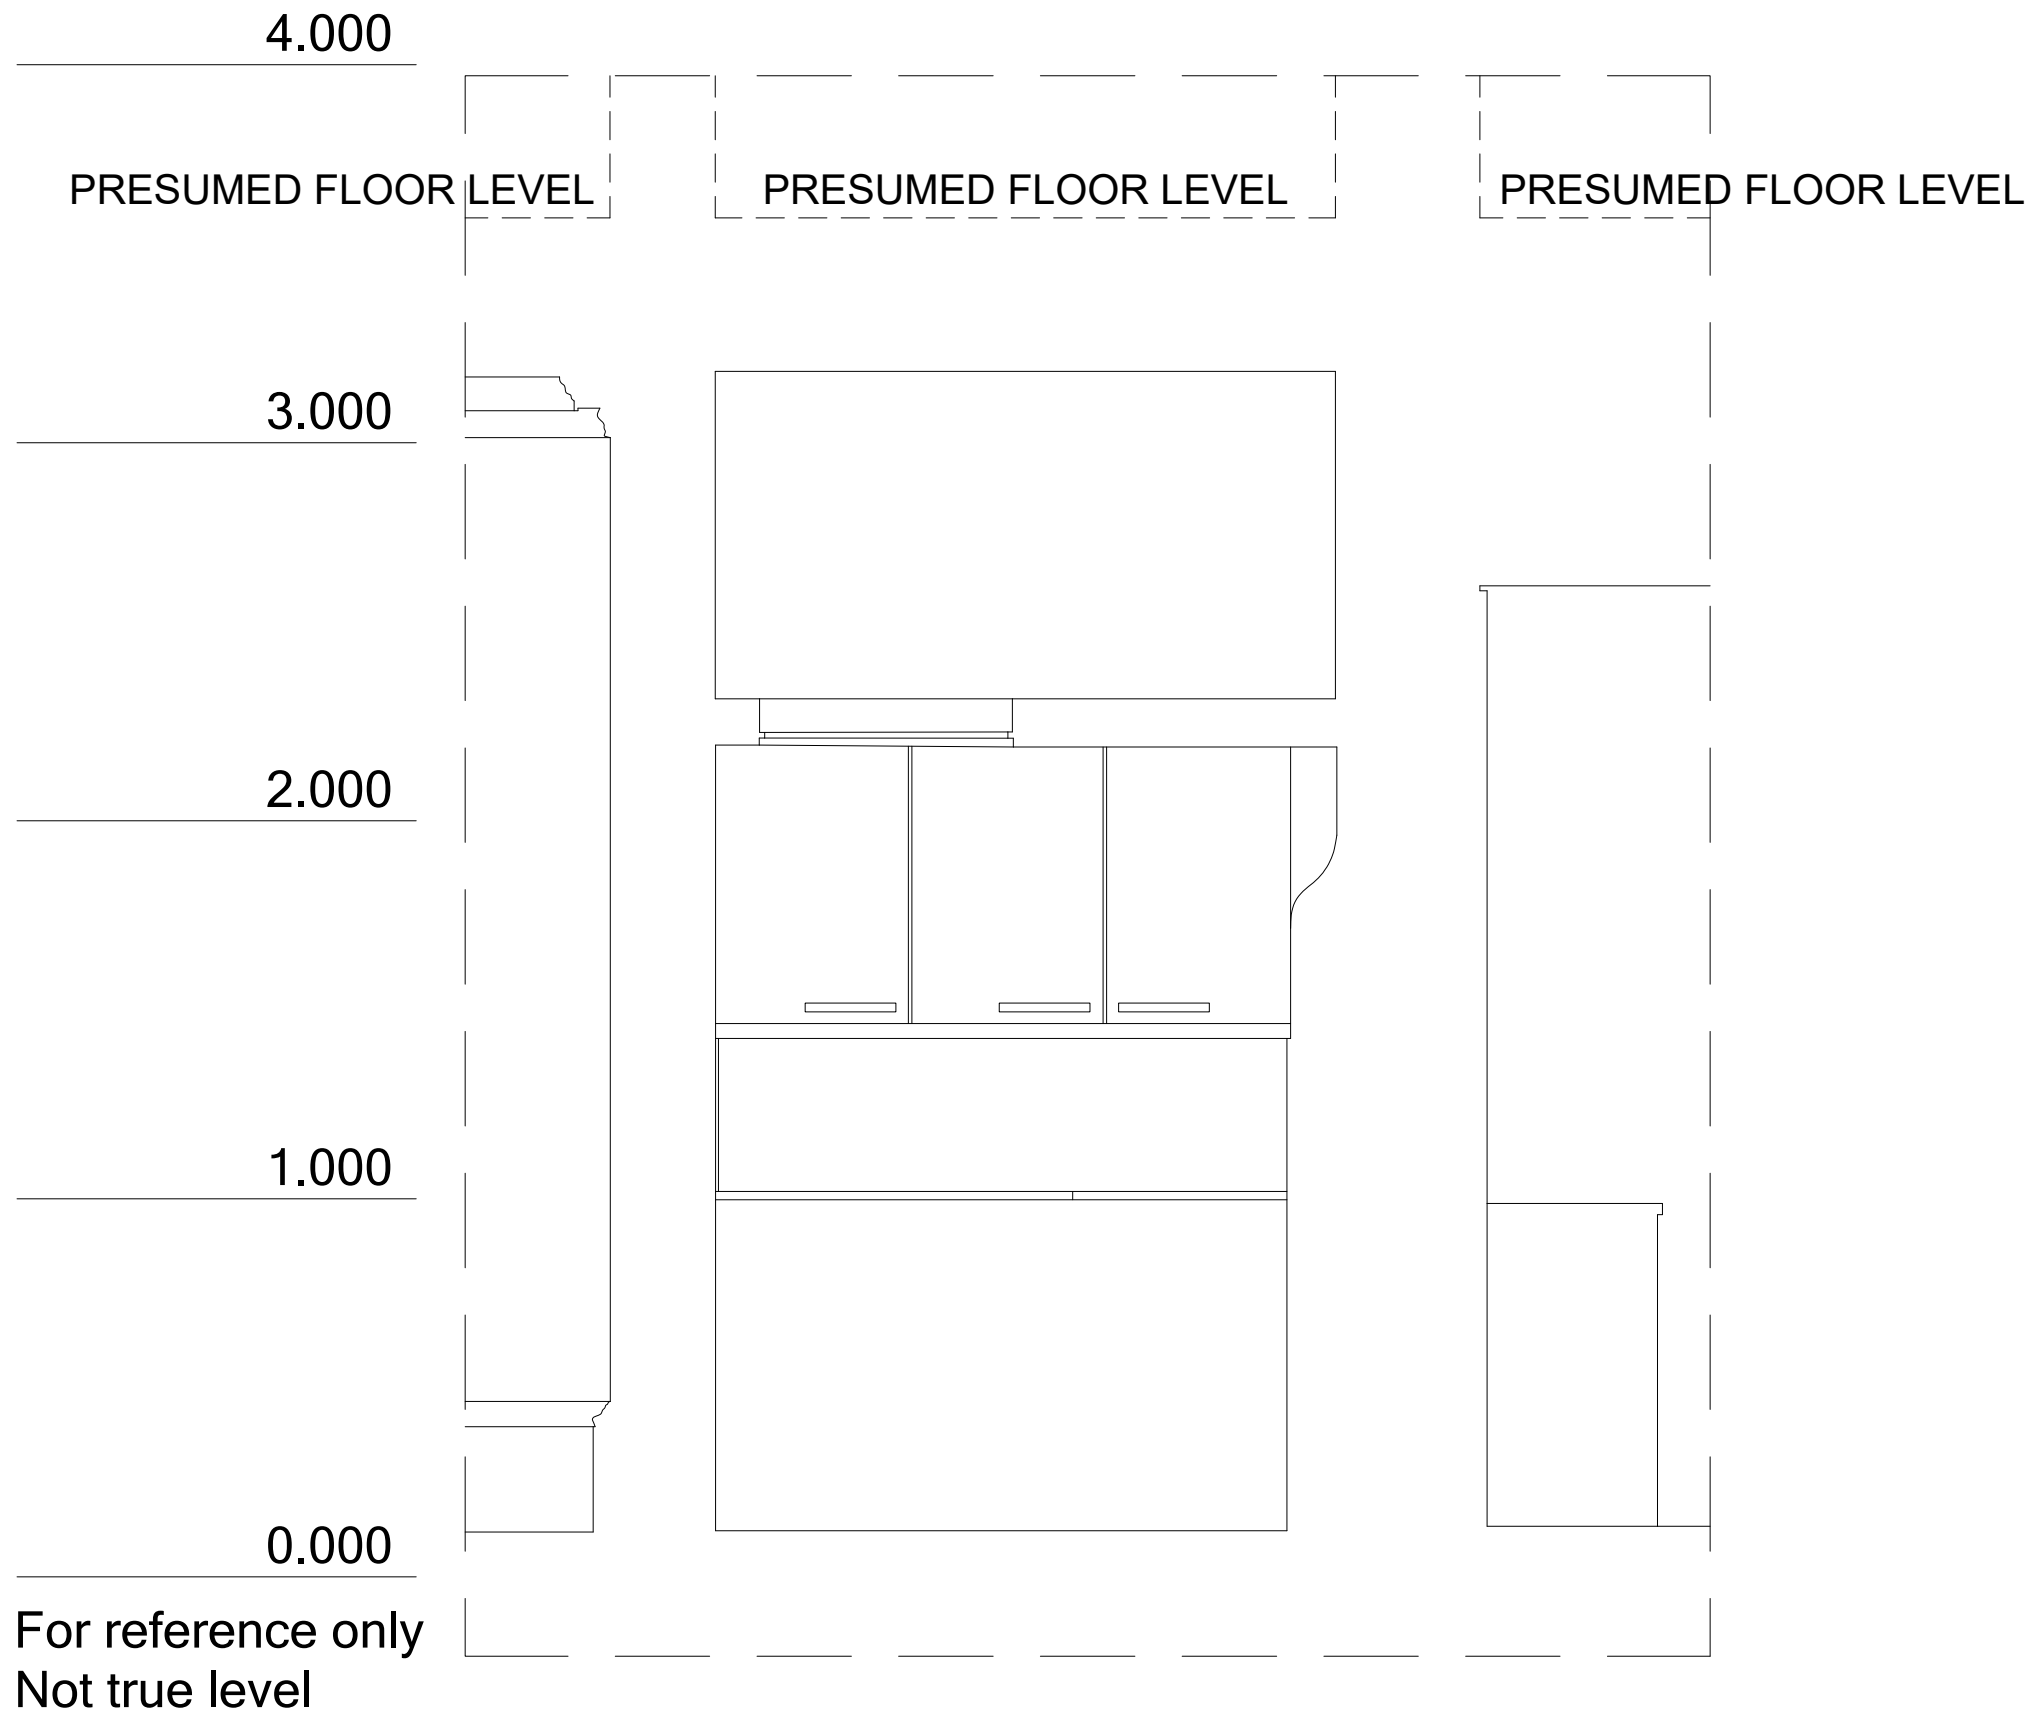 4.000
PRESUMED FLOOR LEVEL
PRESUMED FLOOR LEVEL
PRESUMED FLOOR LEVEL
3.000
2.000
1.000
0.000
For reference only
Not true level